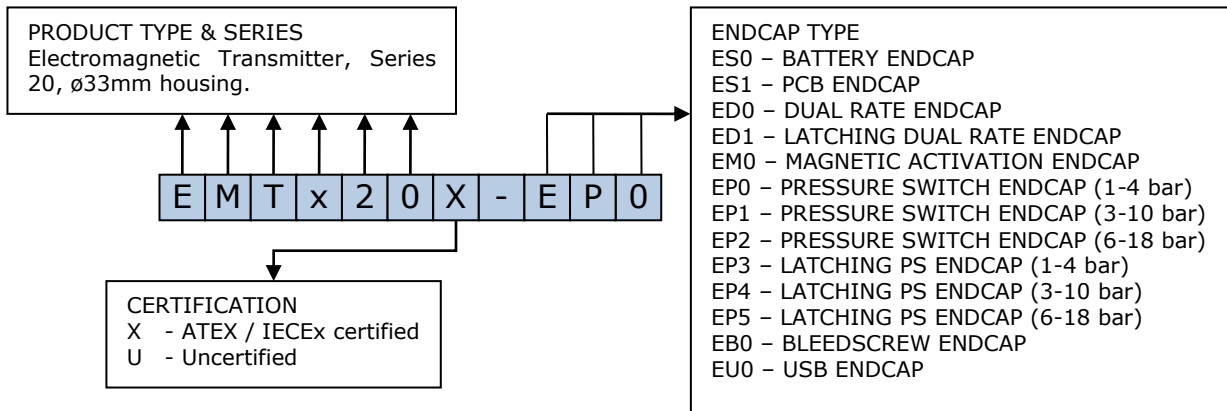 PRODUCT TYPE & SERIES
Electromagnetic Transmitter, Series
20, ø33mm housing.
EMTx20X-EP0
CERTIFICATION
X - ATEX / IECEx certified
U - Uncertified
ENDCAP TYPE
ES0 – BATTERY ENDCAP
ES1 – PCB ENDCAP
ED0 – DUAL RATE ENDCAP
ED1 – LATCHING DUAL RATE ENDCAP
EM0 – MAGNETIC ACTIVATION ENDCAP
EP0 - PRESSURE SWITCH ENDCAP (1-4 bar)
EP1 – PRESSURE SWITCH ENDCAP (3-10 bar)
EP2 – PRESSURE SWITCH ENDCAP (6-18 bar)
EP3 – LATCHING PS ENDCAP (1-4 bar)
EP4 – LATCHING PS ENDCAP (3-10 bar)
EP5 – LATCHING PS ENDCAP (6-18 bar)
EB0 – BLEEDSCREW ENDCAP
EU0 – USB ENDCAP